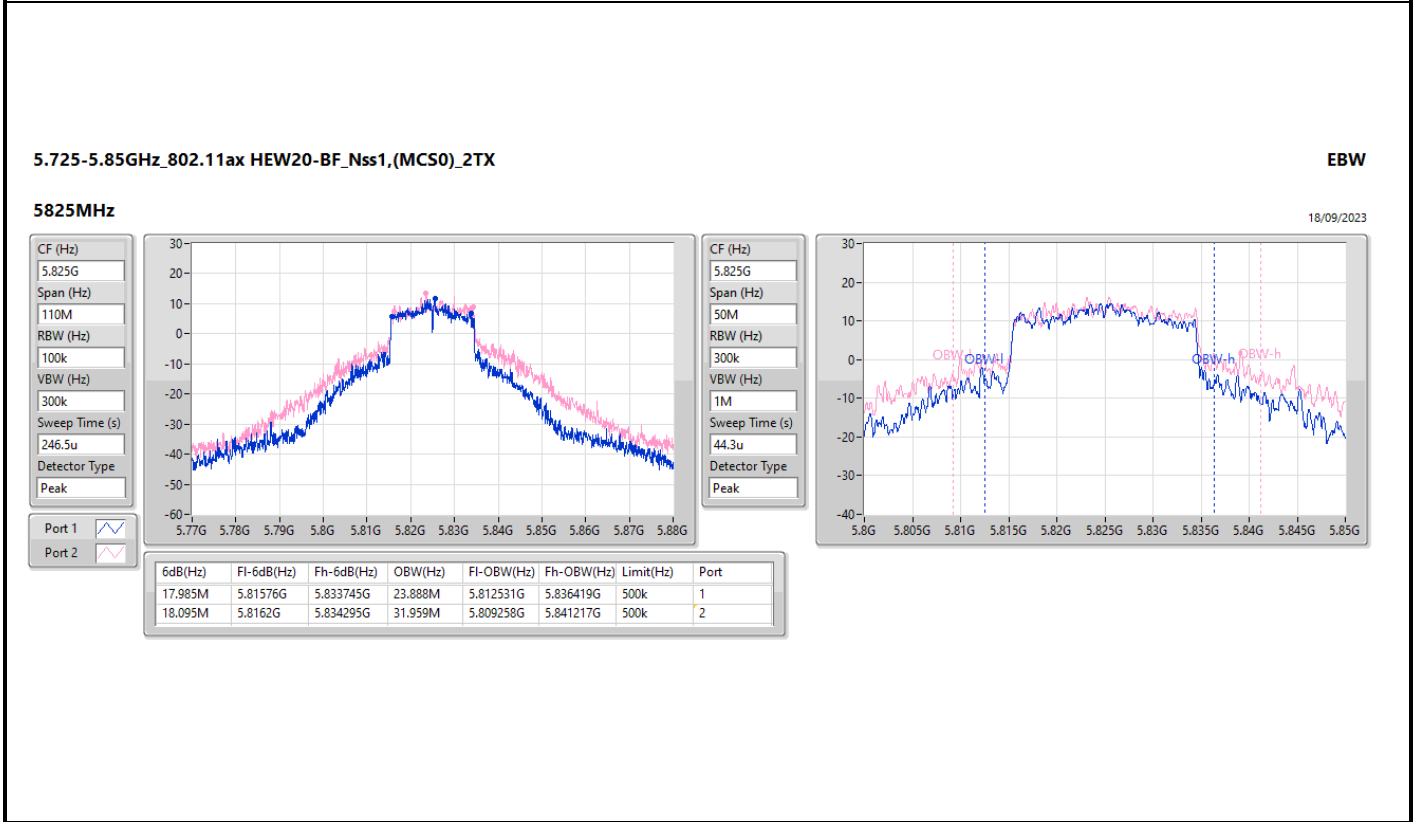 5.725-5.85GHz_802.11ax HEW20-BF_Nss1,(MCS0)_2TX
EBW
5825MHz
18/09/2023
CF (Hz)
5.825G
Span (Hz)
110M
RBW (Hz)
100k
VBW (Hz)
300k
Sweep Time (s)
246.5u
Detector Type
Peak
Port 1
Port 2
30
20
10
0
-10
-20
-30
-40
-50
-60
5.77G 5.78G 5.79G 5.8G 5.81G 5.82G 5.83G 5.84G 5.85G 5.86G 5.87G 5.88G
CF (Hz)
5.825G
Span (Hz)
50M
RBW (Hz)
300k
VBW (Hz)
1M
Sweep Time (s)
44.3u
Detector Type
Peak
30
20
10
0
-10
-20
-30
-40
OBW-l OBW-l OBW-h OBW-h
5.8G 5.805G 5.81G 5.815G 5.82G 5.825G 5.83G 5.835G 5.84G 5.845G 5.85G
6dB(Hz) Fl-6dB(Hz) Fh-6dB(Hz) OBW(Hz) Fl-OBW(Hz) Fh-OBW(Hz) Limit(Hz) Port
17.985M 5.81576G 5.833745G 23.888M 5.812531G 5.836419G 500k 1
18.095M 5.8162G 5.834295G 31.959M 5.809258G 5.841217G 500k 2